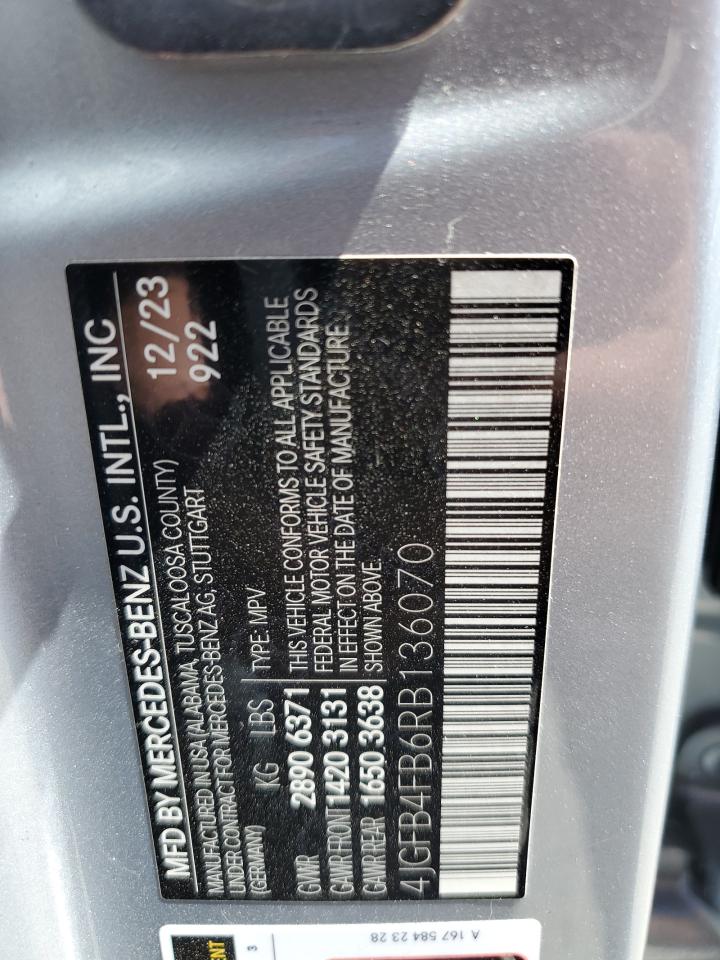 MFD BY MERCEDES-BENZ U.S. INTL., INC
MANUFACTURED IN USA (ALABAMA, TUSCALOOSA COUNTY)
UNDER CONTRACT FOR MERCEDES-BENZ AG, STUTTGART
(GERMANY)
12/23
922
KG LBS TYPE: MPV
GVWR 2890 6371
GAWR FRONT 1420 3131
GAWR REAR 1650 3638
THIS VEHICLE CONFORMS TO ALL APPLICABLE
FEDERAL MOTOR VEHICLE SAFETY STANDARDS
IN EFFECT ON THE DATE OF MANUFACTURE
SHOWN ABOVE.
4JGFB4FB6RB136070
A 167 584 23 28
3